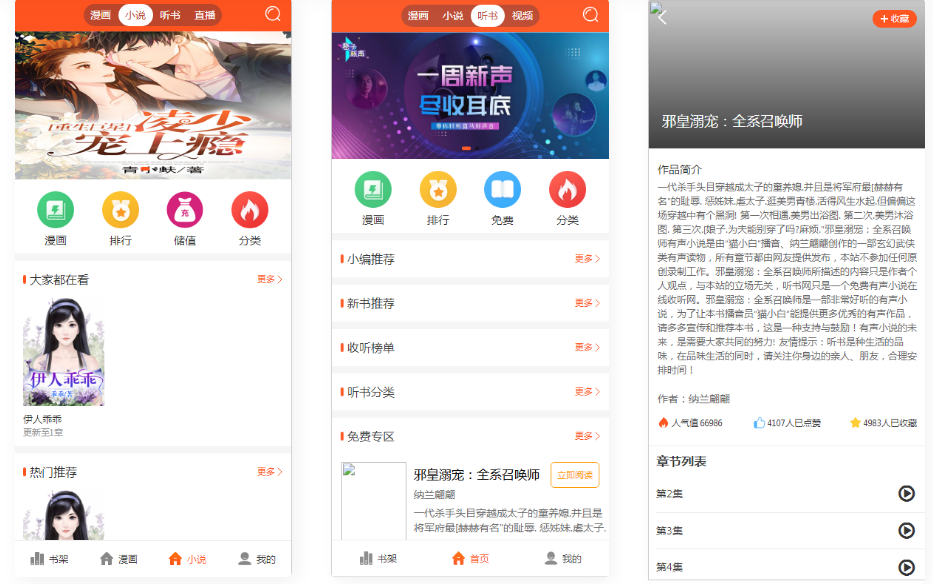 漫画 小说 听书 直播
重生巨星
凌少
宠上瘾
青小妖/著
漫画 排行 储值 分类
大家都在看 更多
伊人乖乖
伊人乖乖
更新至1章
热门推荐 更多
书架 漫画 小说 我的
漫画 小说 听书 视频
一周新声
尽收耳底
漫画 排行 免费 分类
小编推荐 更多
新书推荐 更多
收听榜单 更多
听书分类 更多
免费专区 更多
邪皇溺宠：全系召唤师 立即阅读
纳兰翩翩
一代杀手头目穿越成太子的童养媳,并且是
将军府最[赫赫有名"的耻辱. 惩姊妹,虐太子.
书架 首页 我的
+ 收藏
邪皇溺宠：全系召唤师
作品简介
一代杀手头目穿越成太子的童养媳,并且是将军府最[赫赫有
名"的耻辱. 惩姊妹,虐太子,逛美男青楼,活得风生水起,但偏偏这
场穿越中有个黑洞! 第一次相遇,美男出浴图, 第二次,美男沐浴
图, 第三次,[娘子,为夫能别穿了吗?麻烦."邪皇溺宠：全系召唤
师有声小说是由"猫小白"播音、纳兰翩翩创作的一部玄幻武侠
类有声读物，所有章节都由网友提供发布，本站不参加任何原
创录制工作。邪皇溺宠：全系召唤师所描述的内容只是作者个
人观点，与本站的立场无关，听书网只是一个免费有声小说在
线收听网。邪皇溺宠：全系召唤师是一部非常好听的有声小
说，为了让本书播音员"猫小白"能提供更多优秀的有声作品，
请多多宣传和推荐本书，这是一种支持与鼓励！有声小说的未
来，是需要大家共同的努力! 友情提示：听书是种生活的品
味，在品味生活的同时，请关注你身边的亲人、朋友，合理安
排时间！
作者：纳兰翩翩
人气值 66986 4107人已点赞 4983人已收藏
章节列表
第2集
第3集
第4集